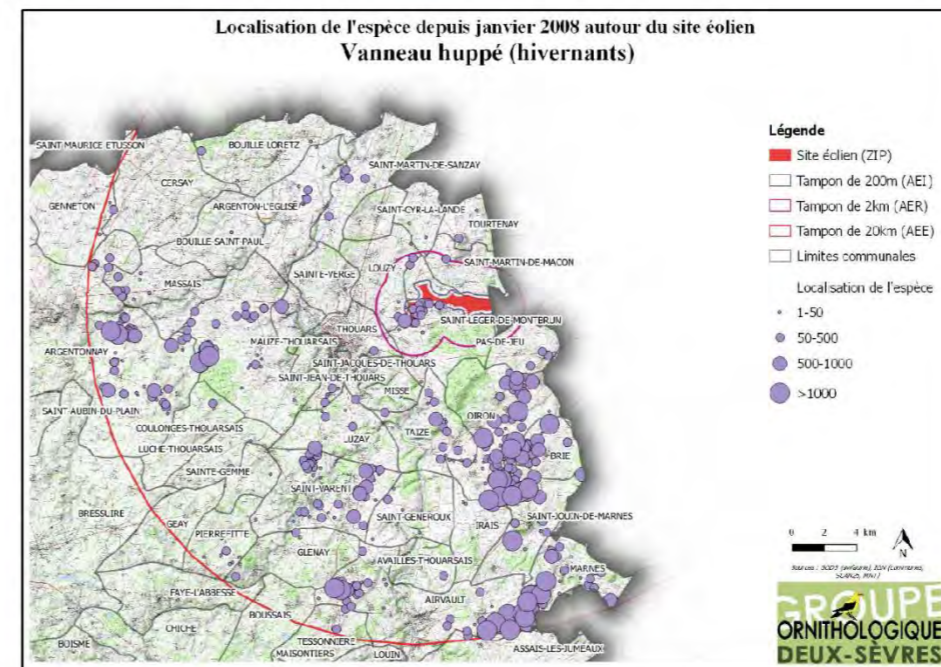 Localisation de l'espèce depuis janvier 2008 autour du site éolien
Vanneau huppé (hivernants)
SAINT MAURICE ETUSSON
BOUILLE LORETZ
SAINT-MARTIN-DE-SANZAY
CERSAY
GENNETON
ARGENTON-L'EGLISE
SAINT-CYR-LA-LANDE
TOURTENAY
BOUILLE-SAINT-PAUL
SAINTE-VERGE
LOUZY
SAINT-MARTIN-DE-MACON
MASSAIS
THOUARS
SAINT-LEGER-DE-MONTBRUN
MAUZE-THOUARSAIS
PAS-DE-JEU
ARGENTONNAY
SAINT-JACQUES-DE-THOUARS
SAINT-JEAN-DE-THOUARS
MISSE
SAINT AUBIN-DU-PLAIN
OIRON
COULONGES-THOUARSAIS
TAIZE
LUZAY
LUCHE-THOUARSAIS
BRIE
SAINTE-GEMME
SAINT-VARENT
BRESSUIRE
SAINT-GENEROUX
SAINT-JOUIN-DE-MARNES
GEAY
IRAIS
PIERREFITTE
GLENAY
AVAILLES-THOUARSAIS
MARNES
FAYE-L'ABBESSE
AIRVAULT
BOUSSAIS
CHICHE
TESSONNIERE
ASSAIS-LES-JUMEAUX
BOISME
MAISONTIERS
LOUIN
Légende
Site éolien (ZIP)
Tampon de 200m (AEI)
Tampon de 2km (AER)
Tampon de 20km (AEE)
Limites communales
Localisation de l'espèce
1-50
50-500
500-1000
>1000
0 2 4 km
N
GROUPE
ORNITHOLOGIQUE
DEUX-SÈVRES